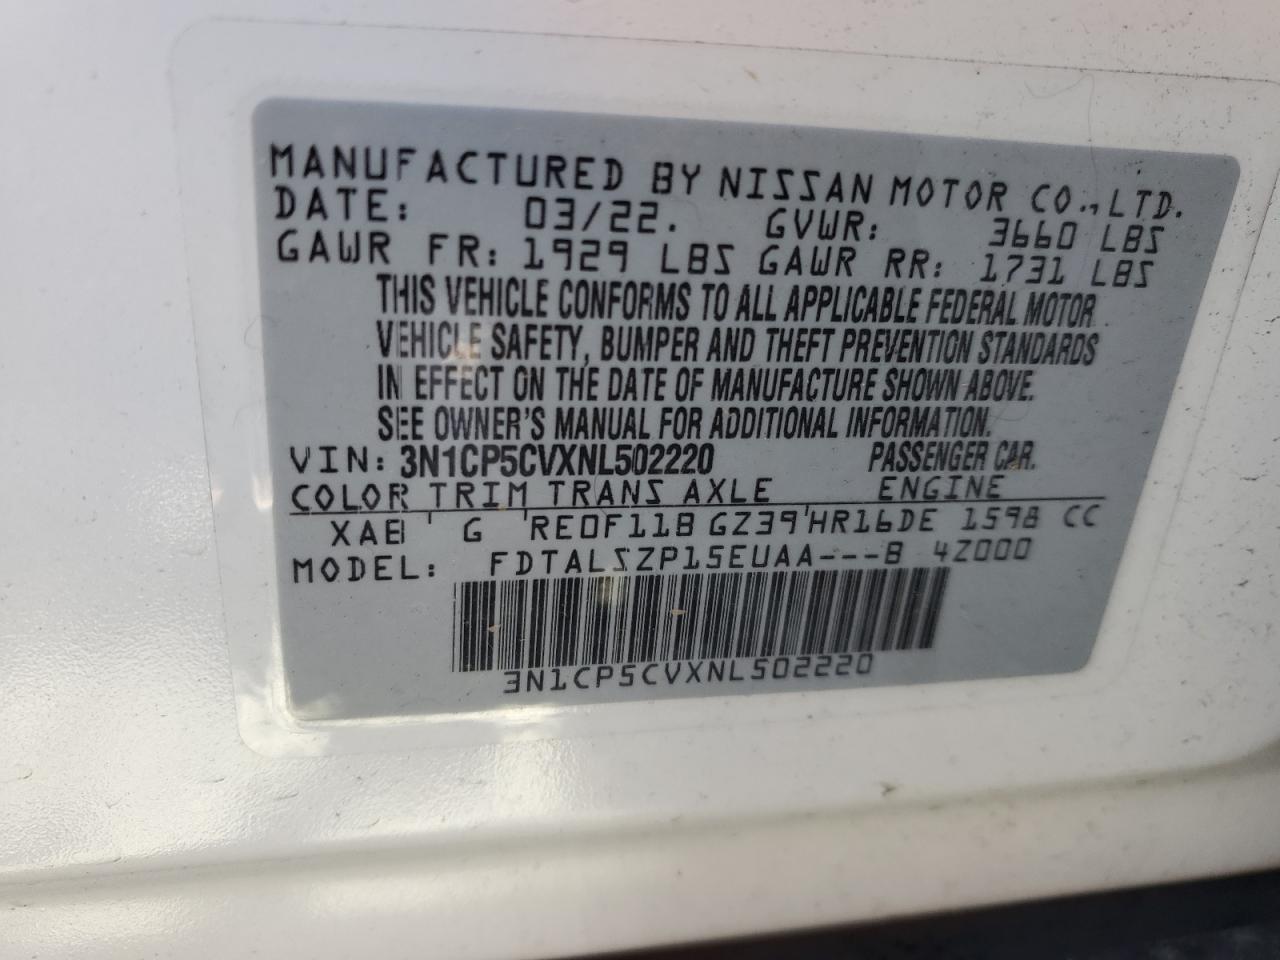 MANUFACTURED BY NISSAN MOTOR CO.,LTD.
DATE: 03/22. GVWR: 3660 LBS
GAWR FR: 1929 LBS GAWR RR: 1731 LBS
THIS VEHICLE CONFORMS TO ALL APPLICABLE FEDERAL MOTOR
VEHICLE SAFETY, BUMPER AND THEFT PREVENTION STANDARDS
IN EFFECT ON THE DATE OF MANUFACTURE SHOWN ABOVE.
SEE OWNER'S MANUAL FOR ADDITIONAL INFORMATION.
VIN: 3N1CP5CVXNL502220 PASSENGER CAR.
COLOR TRIM TRANS AXLE ENGINE
XAB G RE0F11B GZ39 HR16DE 1598 CC
MODEL: FDTALSZP15EUAA---B 4Z000
3N1CP5CVXNL502220